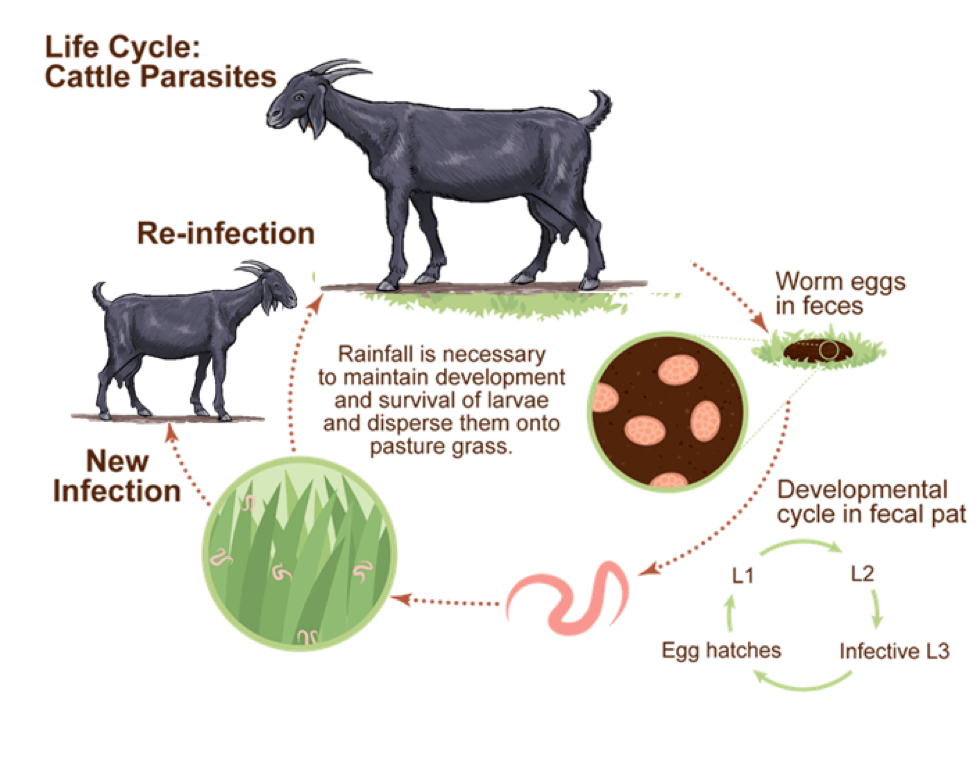 Life Cycle:
Cattle Parasites
Re-infection
Worm eggs
in feces
Rainfall is necessary
to maintain development
and survival of larvae
and disperse them onto
pasture grass.
New
Infection
Developmental
cycle in fecal pat
L1
L2
Egg hatches
Infective L3